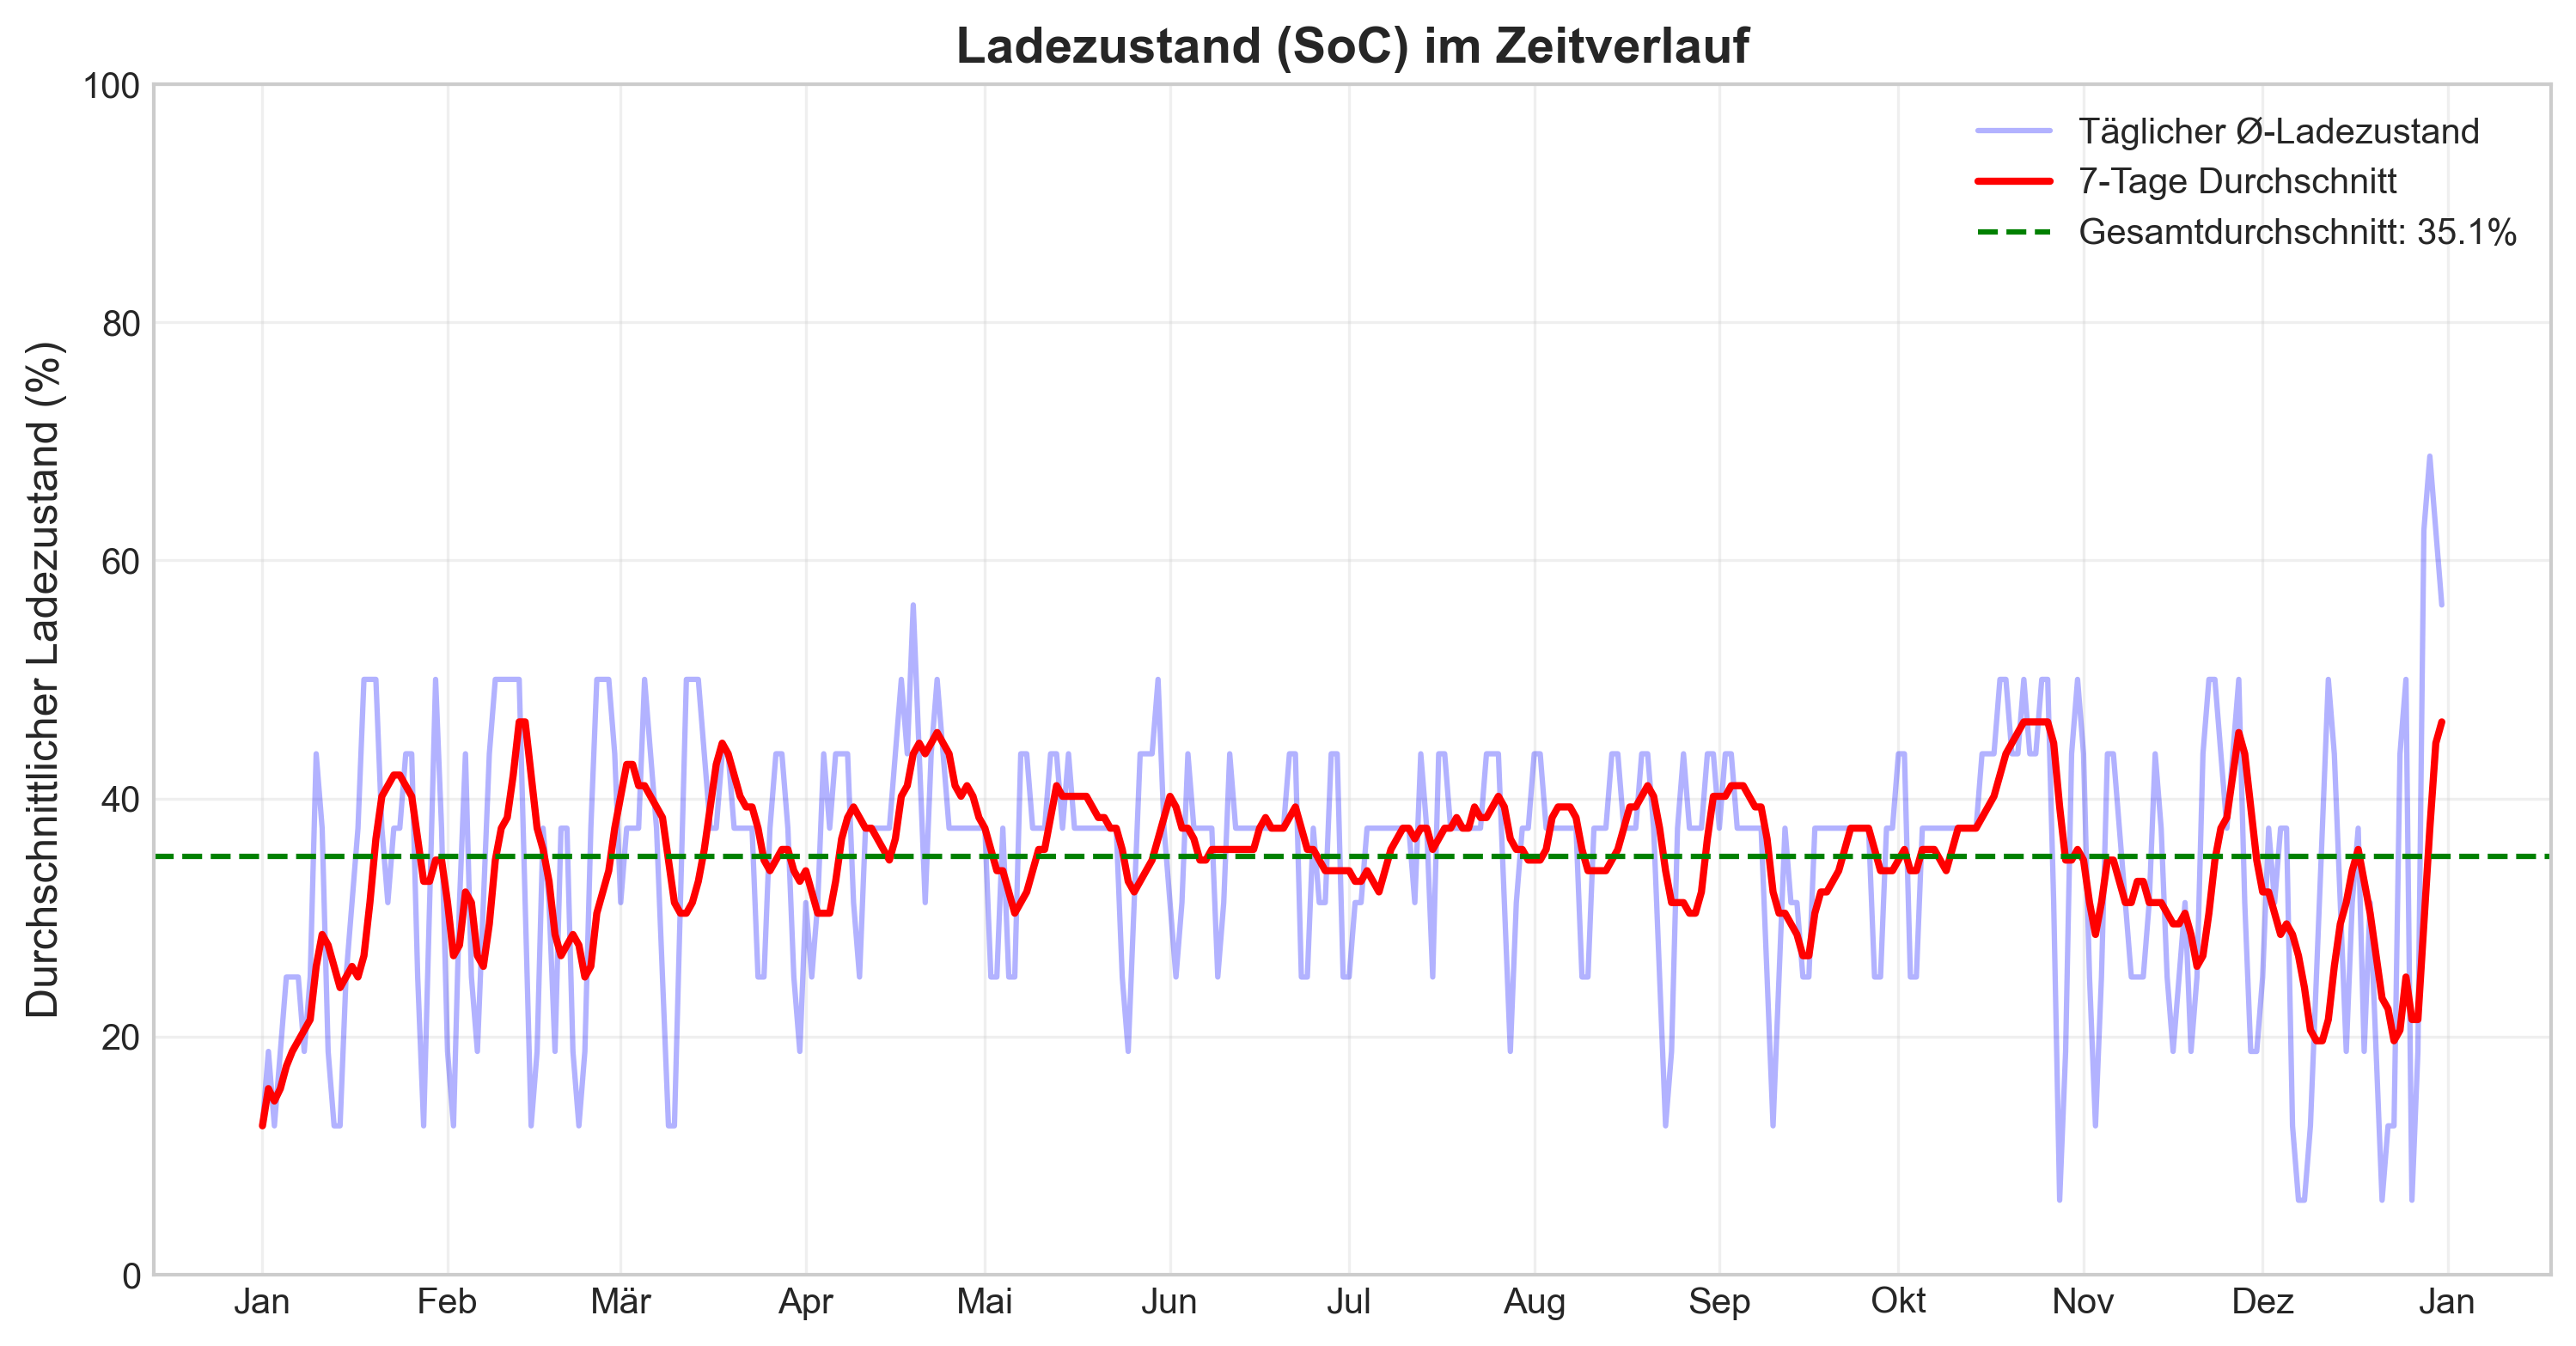 Ladezustand (SoC) im Zeitverlauf
Durchschnittlicher Ladezustand (%)
100
80
60
40
20
0
Täglicher Ø-Ladezustand
7-Tage Durchschnitt
Gesamtdurchschnitt: 35.1%
Jan Feb Mär Apr Mai Jun Jul Aug Sep Okt Nov Dez Jan